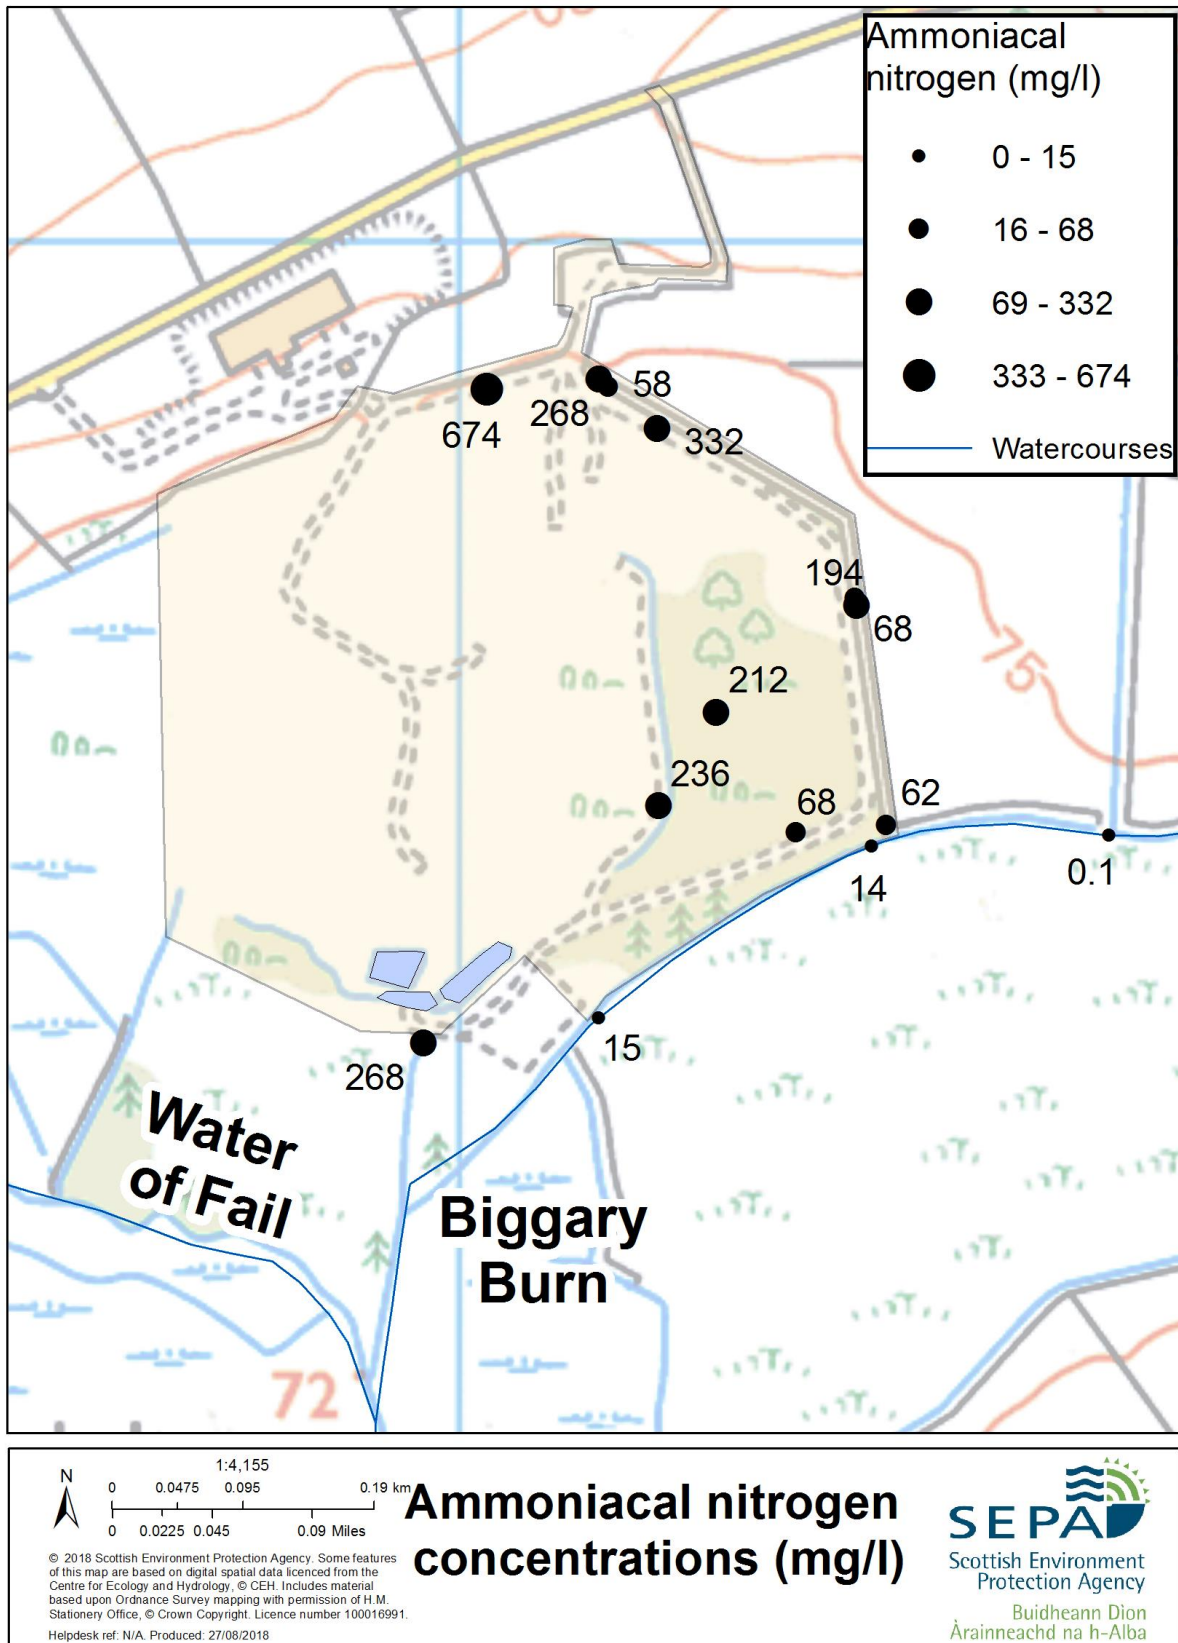 Ammoniacal
nitrogen (mg/l)
0 - 15
16 - 68
69 - 332
333 - 674
Watercourses
674
268
58
332
194
68
75
212
236
68
62
14
0.1
15
268
Water
of Fail
Biggary
Burn
72
N
1:4,155
0 0.0475 0.095 0.19 km
0 0.0225 0.045 0.09 Miles
© 2018 Scottish Environment Protection Agency. Some features
of this map are based on digital spatial data licenced from the
Centre for Ecology and Hydrology, © CEH. Includes material
based upon Ordnance Survey mapping with permission of H.M.
Stationery Office, © Crown Copyright. Licence number 100016991.
Helpdesk ref: N/A. Produced: 27/08/2018
Ammoniacal nitrogen
concentrations (mg/l)
SEPA
Scottish Environment
Protection Agency
Buidheann Dìon
Àrainneachd na h-Alba